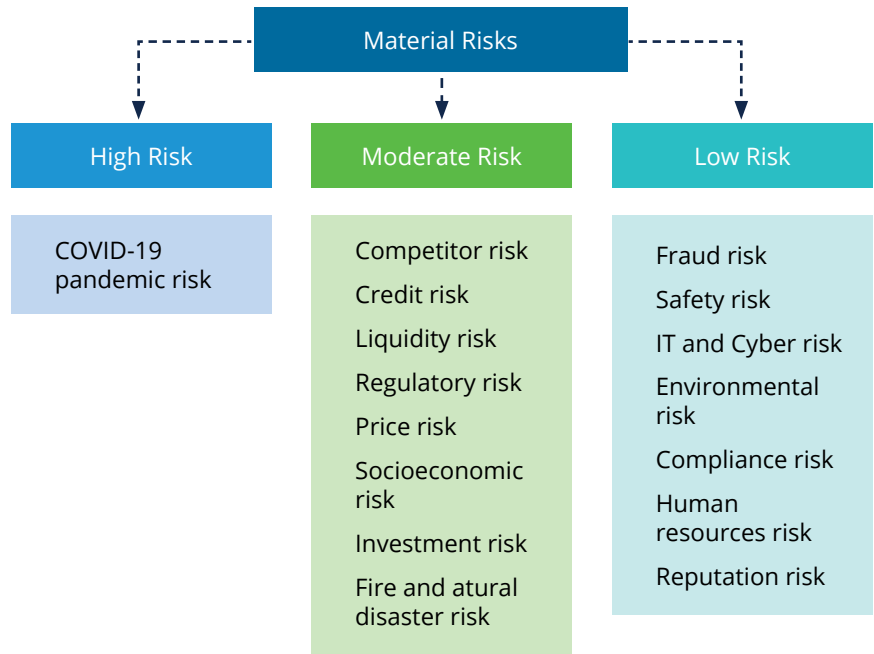 Material Risks
High Risk
Moderate Risk
Low Risk
COVID-19
pandemic risk
Competitor risk
Credit risk
Liquidity risk
Regulatory risk
Price risk
Socioeconomic
risk
Investment risk
Fire and atural
disaster risk
Fraud risk
Safety risk
IT and Cyber risk
Environmental
risk
Compliance risk
Human
resources risk
Reputation risk